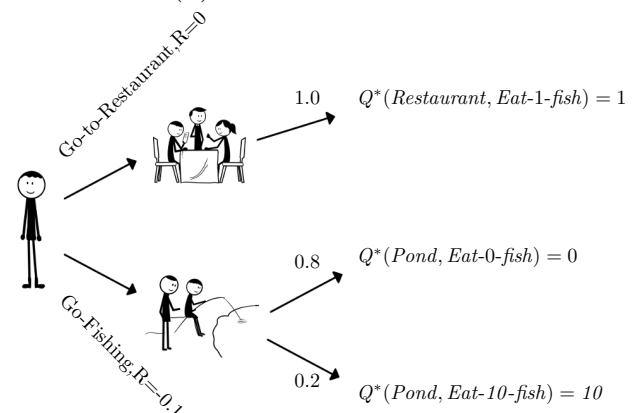 Go-to-Restaurant,R=0
1.0
Q*(Restaurant, Eat-1-fish) = 1
0.8
Q*(Pond, Eat-0-fish) = 0
Go-Fishing,R=-0.1
0.2
Q*(Pond, Eat-10-fish) = 10